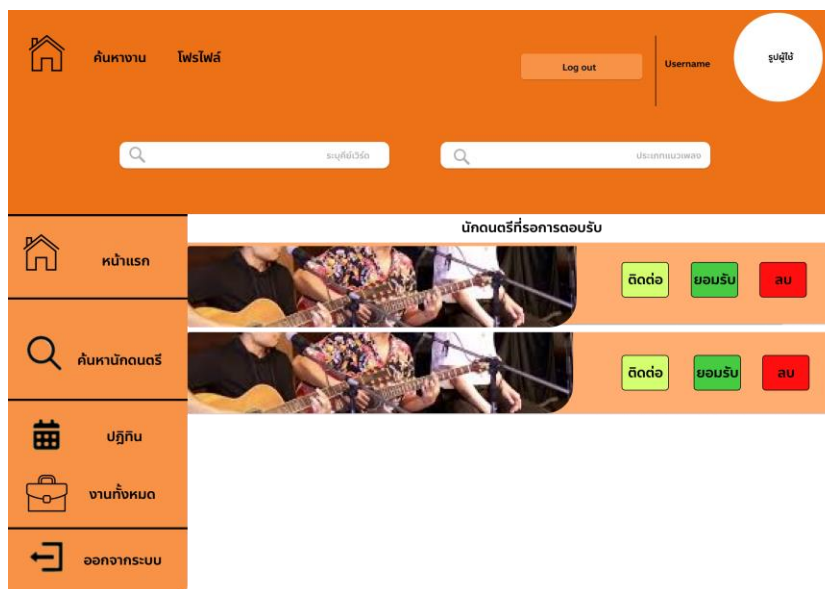 ค้นหางาน โฟรไฟล์ Log out Username รูปผู้ใช้
ระบุคีย์เวิร์ด ประเภทแนวเพลง
นักดนตรีที่รอการตอบรับ
หน้าแรก
ติดต่อ ยอมรับ ลบ
ค้นหานักดนตรี
ติดต่อ ยอมรับ ลบ
ปฎิทิน
งานทั้งหมด
ออกจากระบบ